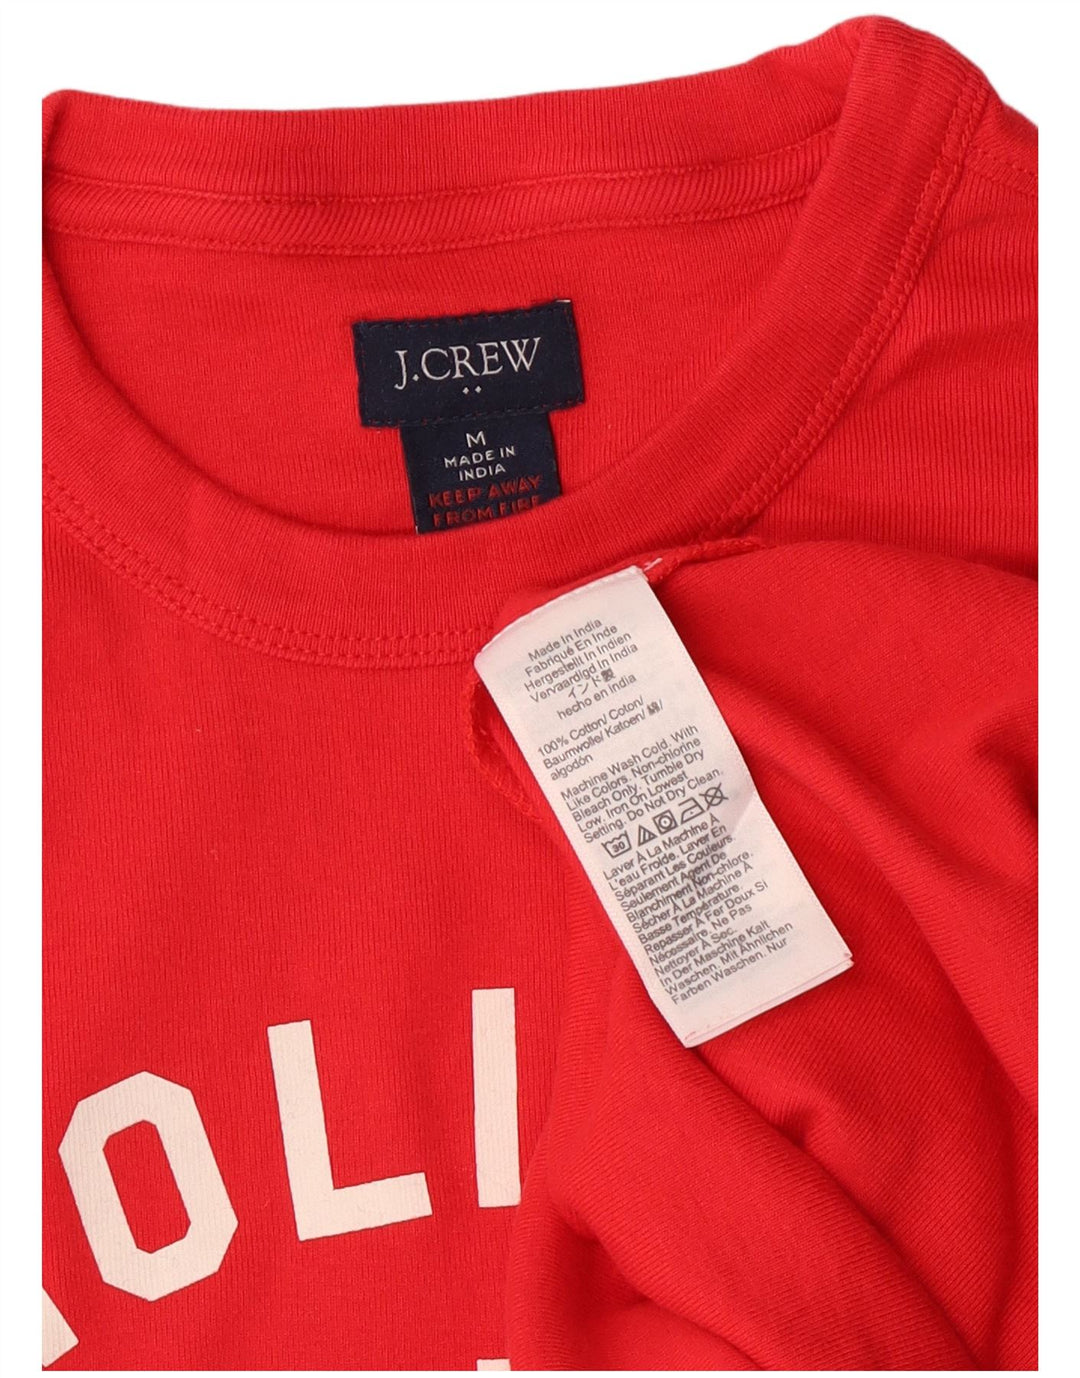 J.CREW
M
MADE IN
INDIA
KEEP AWAY
FROM FIRE
Made In India
Fabriqué En Inde
Hergestellt In Indien
Vervaardigd In India
インド製
hecho en india
100% Cotton/ Coton/
Baumwolle/ Katoen/ 綿/
algodón
Machine Wash Cold. With
Like Colors. Non-chlorine
Bleach Only. Tumble Dry
Low. Iron On Lowest
Setting. Do Not Dry Clean.
30
Laver À La Machine À
L'eau Froide. Laver En
Séparant Les Couleurs.
Seulement Agent De
Blanchiment Non-chlore.
Sécher À La Machine À
Basse Température.
Repasser À Fer Doux Si
Nécessaire. Ne Pas
Nettoyer À Sec.
In Der Maschine Kalt
Waschen. Mit Ähnlichen
Farben Waschen. Nur
OLI